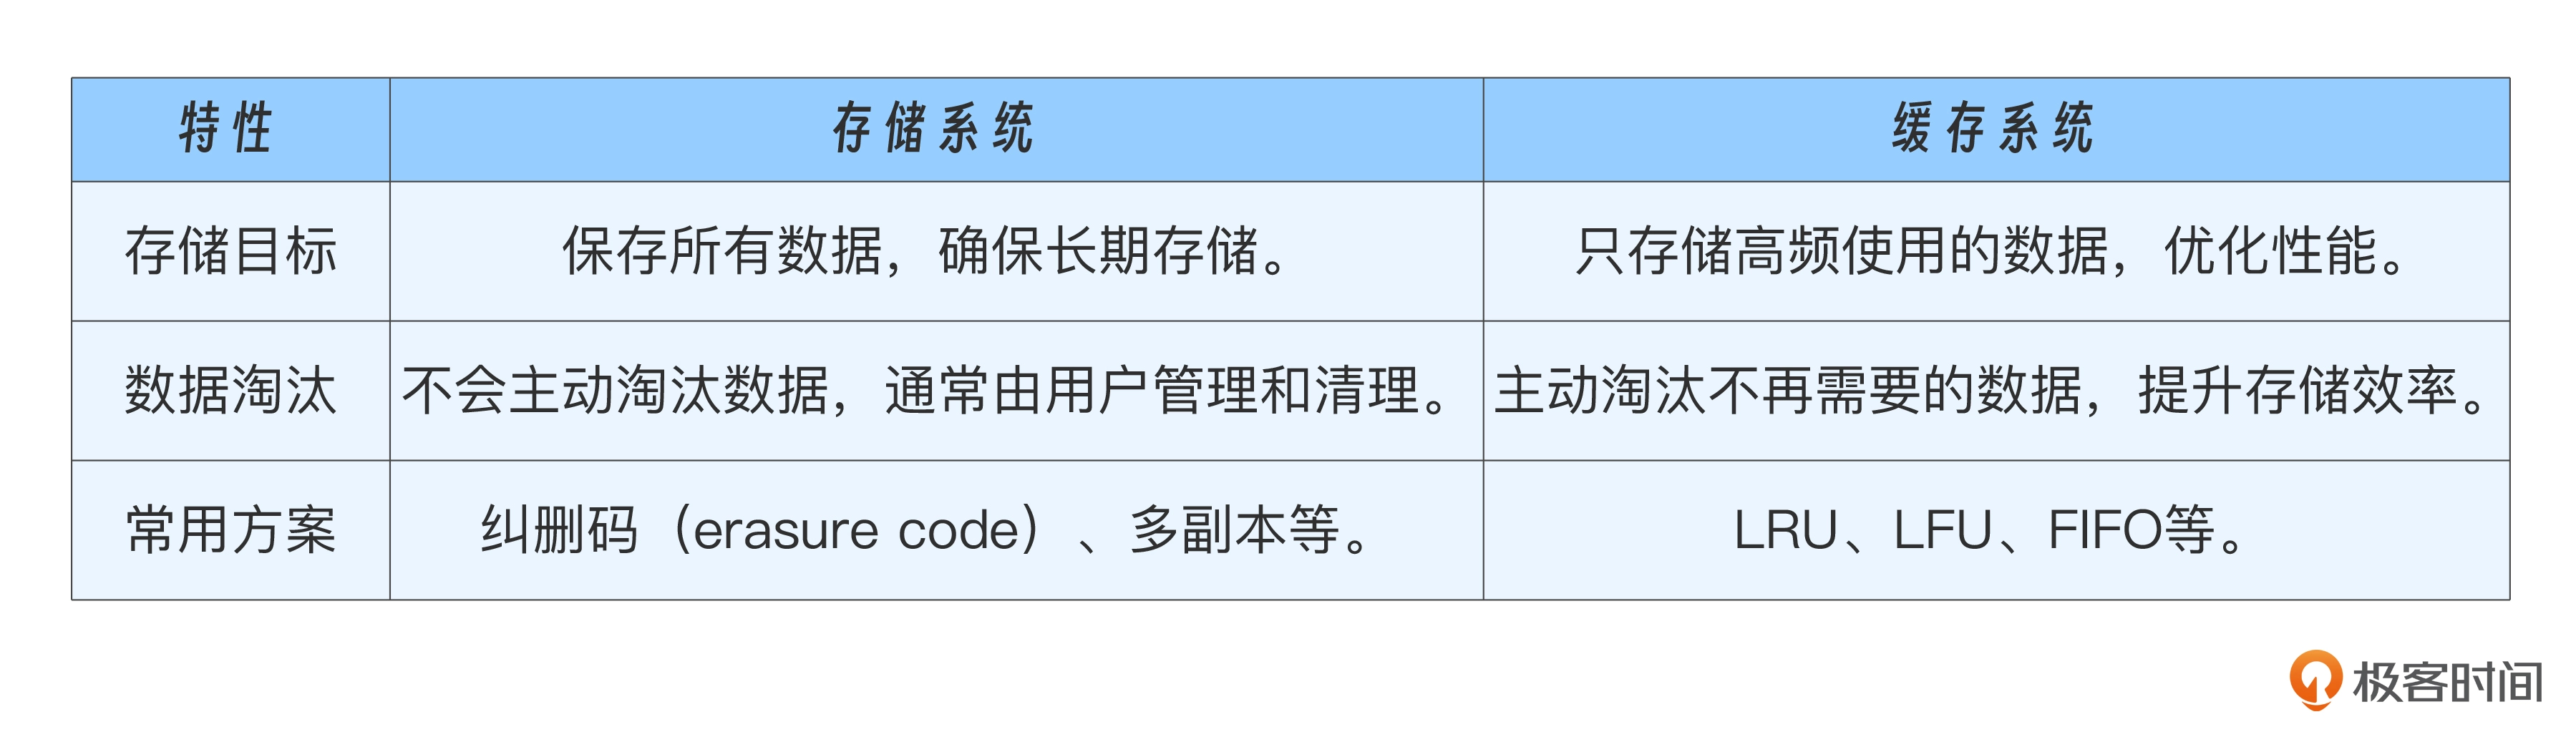 特性 存储系统 缓存系统
存储目标 保存所有数据，确保长期存储。 只存储高频使用的数据，优化性能。
数据淘汰 不会主动淘汰数据，通常由用户管理和清理。 主动淘汰不再需要的数据，提升存储效率。
常用方案 纠删码（erasure code）、多副本等。 LRU、LFU、FIFO等。
极客时间